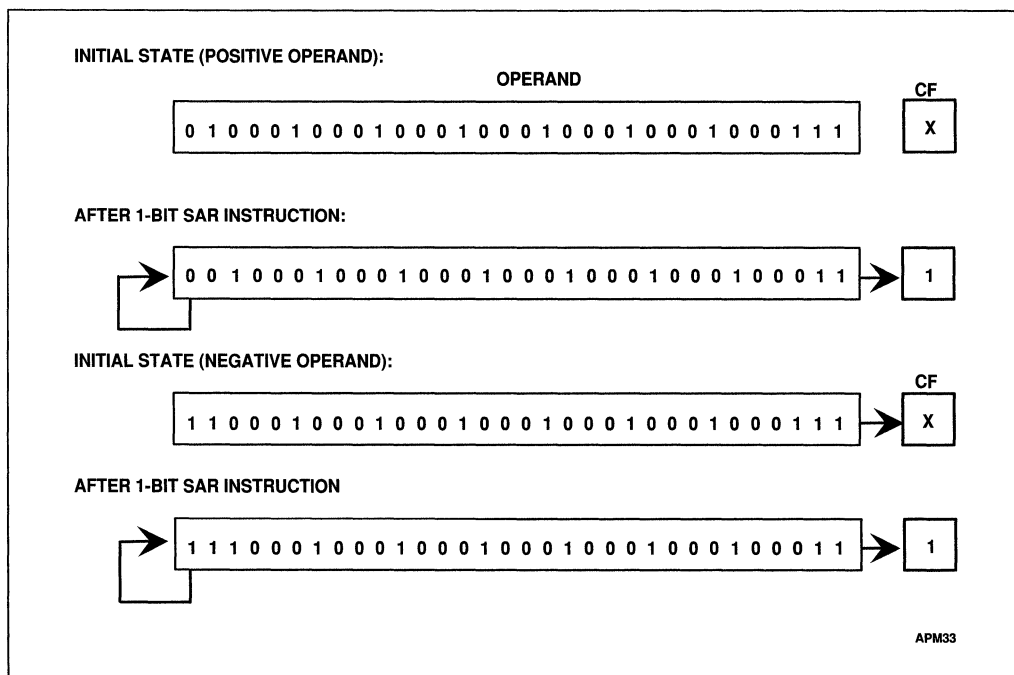 INITIAL STATE (POSITIVE OPERAND):
OPERAND
CF
0 1 0 0 0 1 0 0 0 1 0 0 0 1 0 0 0 1 0 0 0 1 0 0 0 1 0 0 0 1 1 1 X
AFTER 1-BIT SAR INSTRUCTION:
0 0 1 0 0 0 1 0 0 0 1 0 0 0 1 0 0 0 1 0 0 0 1 0 0 0 1 0 0 0 1 1 1
INITIAL STATE (NEGATIVE OPERAND):
CF
1 1 0 0 0 1 0 0 0 1 0 0 0 1 0 0 0 1 0 0 0 1 0 0 0 1 0 0 0 1 1 1 X
AFTER 1-BIT SAR INSTRUCTION
1 1 1 0 0 0 1 0 0 0 1 0 0 0 1 0 0 0 1 0 0 0 1 0 0 0 1 0 0 0 1 1 1
APM33